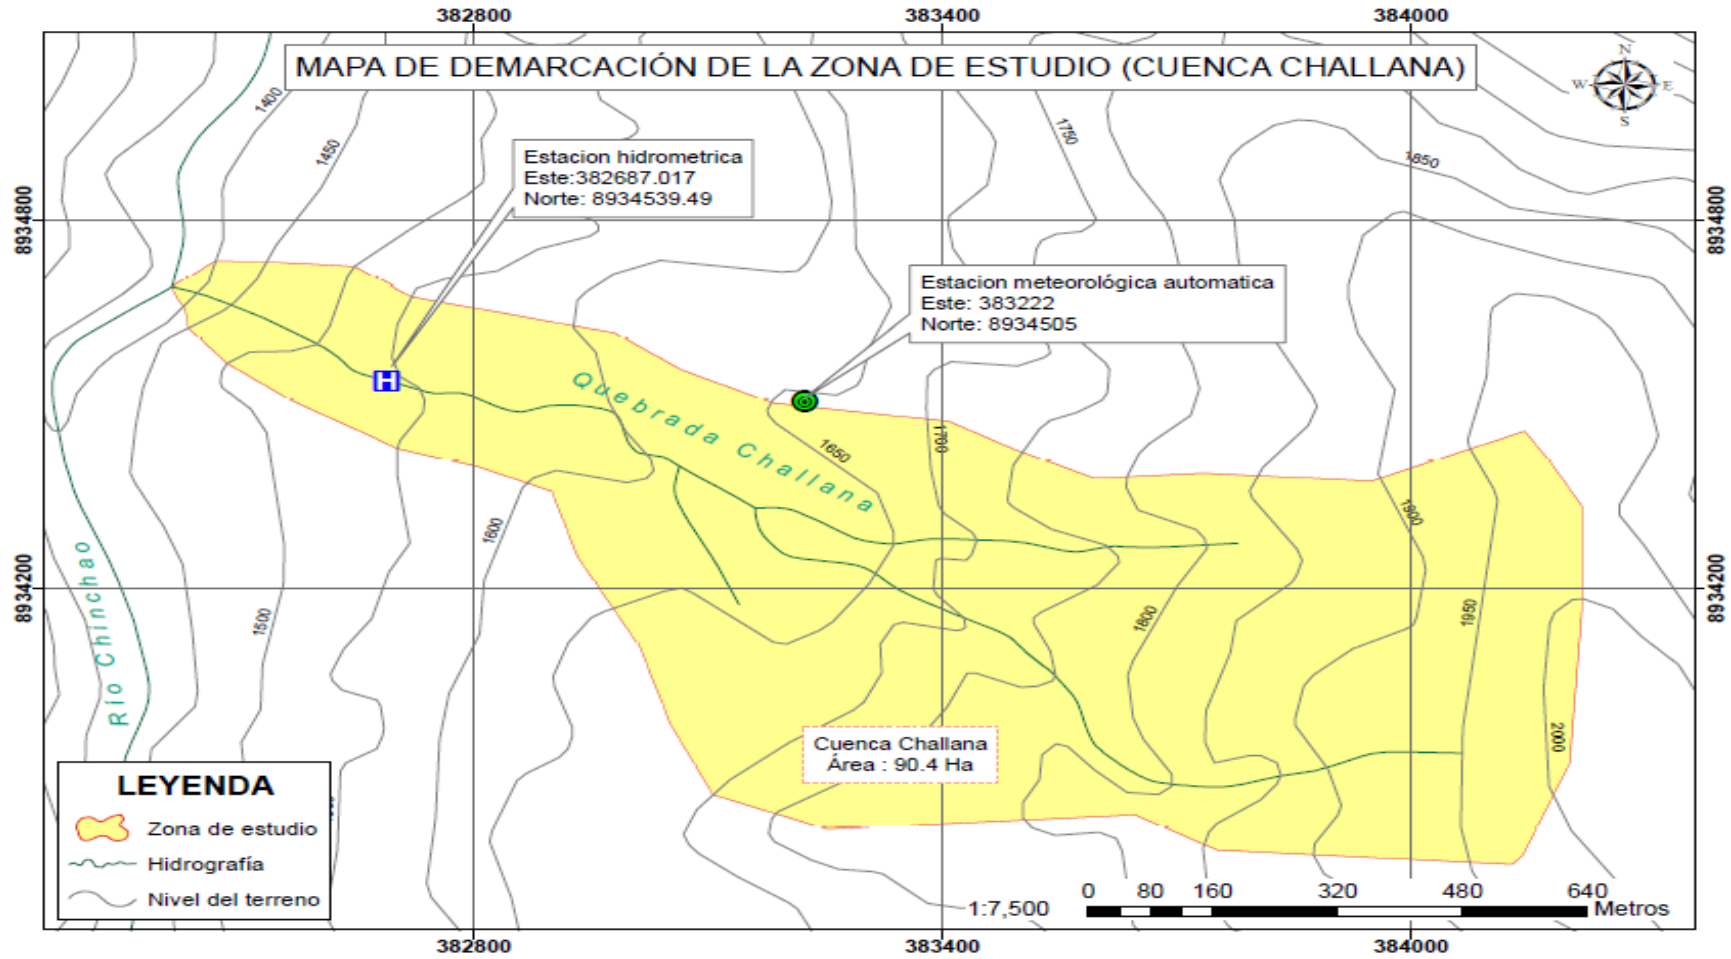 382800 383400 384000
MAPA DE DEMARCACIÓN DE LA ZONA DE ESTUDIO (CUENCA CHALLANA)
N
W E
S
1400
1450
1750
1850
Estacion hidrometrica
Este:382687.017
Norte: 8934539.49
8934800 8934800
Estacion meteorológica automatica
Este: 383222
Norte: 8934505
Quebrada Challana
1650
1700
1900
1600
8934200 8934200
1500
1800
1950
Río Chinchao
2000
Cuenca Challana
Área : 90.4 Ha
LEYENDA
Zona de estudio
Hidrografía
Nivel del terreno
1:7,500
0 80 160 320 480 640
Metros
382800 383400 384000